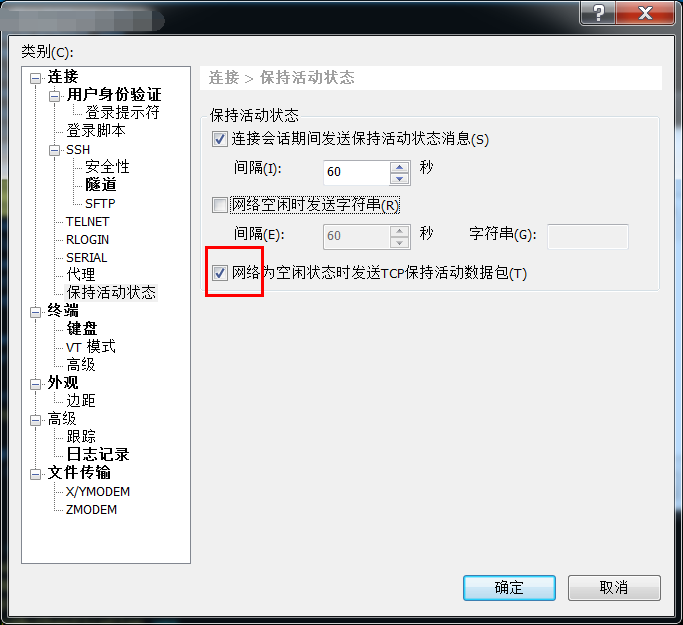 ?
X
类别(C):
连接
用户身份验证
登录提示符
登录脚本
SSH
安全性
隧道
SFTP
TELNET
RLOGIN
SERIAL
代理
保持活动状态
终端
键盘
VT 模式
高级
外观
边距
高级
跟踪
日志记录
文件传输
X/YMODEM
ZMODEM
连接 > 保持活动状态
保持活动状态
连接会话期间发送保持活动状态消息(S)
间隔(I): 60 秒
网络空闲时发送字符串(R)
间隔(E): 60 秒 字符串(G):
网络为空闲状态时发送TCP保持活动数据包(T)
确定 取消